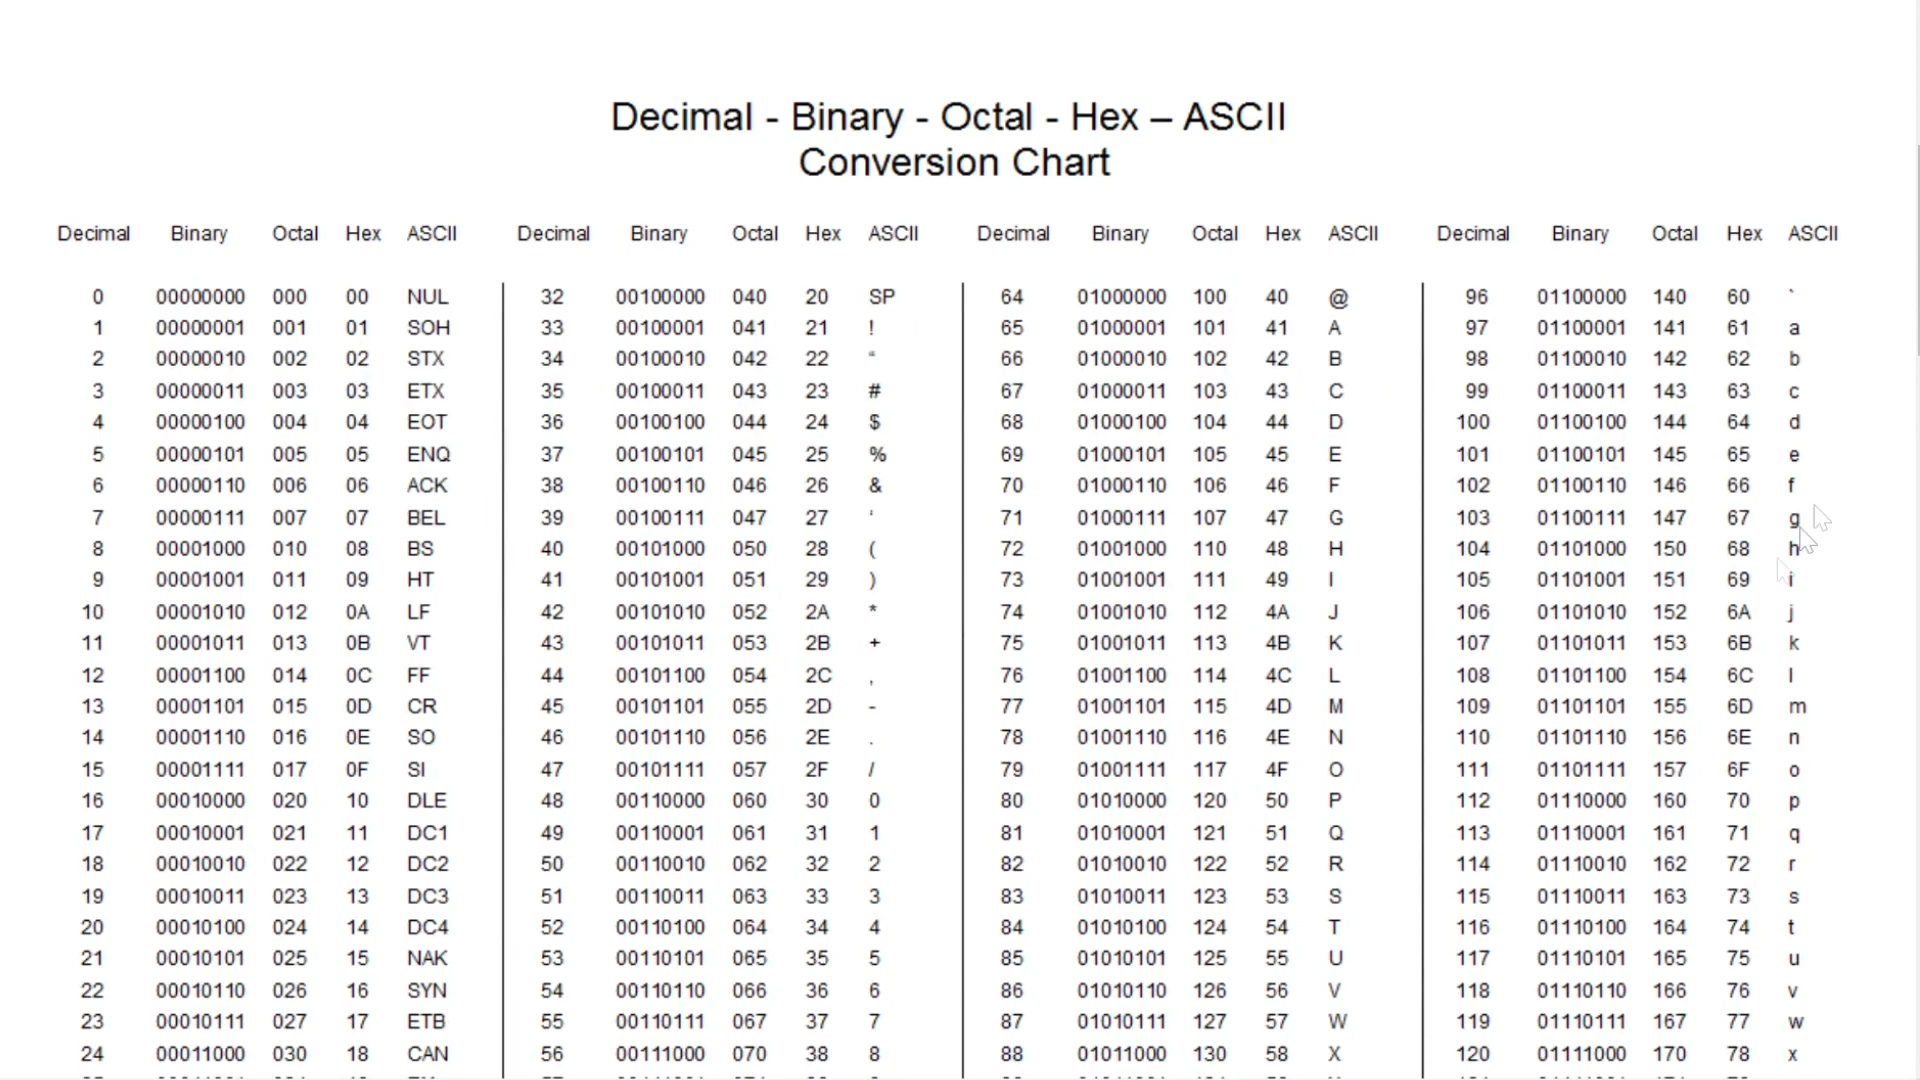 Decimal - Binary - Octal - Hex – ASCII
Conversion Chart
Decimal Binary Octal Hex ASCII Decimal Binary Octal Hex ASCII Decimal Binary Octal Hex ASCII Decimal Binary Octal Hex ASCII
0 00000000 000 00 NUL 32 00100000 040 20 SP 64 01000000 100 40 @ 96 01100000 140 60 `
1 00000001 001 01 SOH 33 00100001 041 21 ! 65 01000001 101 41 A 97 01100001 141 61 a
2 00000010 002 02 STX 34 00100010 042 22 “ 66 01000010 102 42 B 98 01100010 142 62 b
3 00000011 003 03 ETX 35 00100011 043 23 # 67 01000011 103 43 C 99 01100011 143 63 c
4 00000100 004 04 EOT 36 00100100 044 24 $ 68 01000100 104 44 D 100 01100100 144 64 d
5 00000101 005 05 ENQ 37 00100101 045 25 % 69 01000101 105 45 E 101 01100101 145 65 e
6 00000110 006 06 ACK 38 00100110 046 26 & 70 01000110 106 46 F 102 01100110 146 66 f
7 00000111 007 07 BEL 39 00100111 047 27 ‘ 71 01000111 107 47 G 103 01100111 147 67 g
8 00001000 010 08 BS 40 00101000 050 28 ( 72 01001000 110 48 H 104 01101000 150 68 h
9 00001001 011 09 HT 41 00101001 051 29 ) 73 01001001 111 49 I 105 01101001 151 69 i
10 00001010 012 0A LF 42 00101010 052 2A * 74 01001010 112 4A J 106 01101010 152 6A j
11 00001011 013 0B VT 43 00101011 053 2B + 75 01001011 113 4B K 107 01101011 153 6B k
12 00001100 014 0C FF 44 00101100 054 2C , 76 01001100 114 4C L 108 01101100 154 6C l
13 00001101 015 0D CR 45 00101101 055 2D - 77 01001101 115 4D M 109 01101101 155 6D m
14 00001110 016 0E SO 46 00101110 056 2E . 78 01001110 116 4E N 110 01101110 156 6E n
15 00001111 017 0F SI 47 00101111 057 2F / 79 01001111 117 4F O 111 01101111 157 6F o
16 00010000 020 10 DLE 48 00110000 060 30 0 80 01010000 120 50 P 112 01110000 160 70 p
17 00010001 021 11 DC1 49 00110001 061 31 1 81 01010001 121 51 Q 113 01110001 161 71 q
18 00010010 022 12 DC2 50 00110010 062 32 2 82 01010010 122 52 R 114 01110010 162 72 r
19 00010011 023 13 DC3 51 00110011 063 33 3 83 01010011 123 53 S 115 01110011 163 73 s
20 00010100 024 14 DC4 52 00110100 064 34 4 84 01010100 124 54 T 116 01110100 164 74 t
21 00010101 025 15 NAK 53 00110101 065 35 5 85 01010101 125 55 U 117 01110101 165 75 u
22 00010110 026 16 SYN 54 00110110 066 36 6 86 01010110 126 56 V 118 01110110 166 76 v
23 00010111 027 17 ETB 55 00110111 067 37 7 87 01010111 127 57 W 119 01110111 167 77 w
24 00011000 030 18 CAN 56 00111000 070 38 8 88 01011000 130 58 X 120 01111000 170 78 x